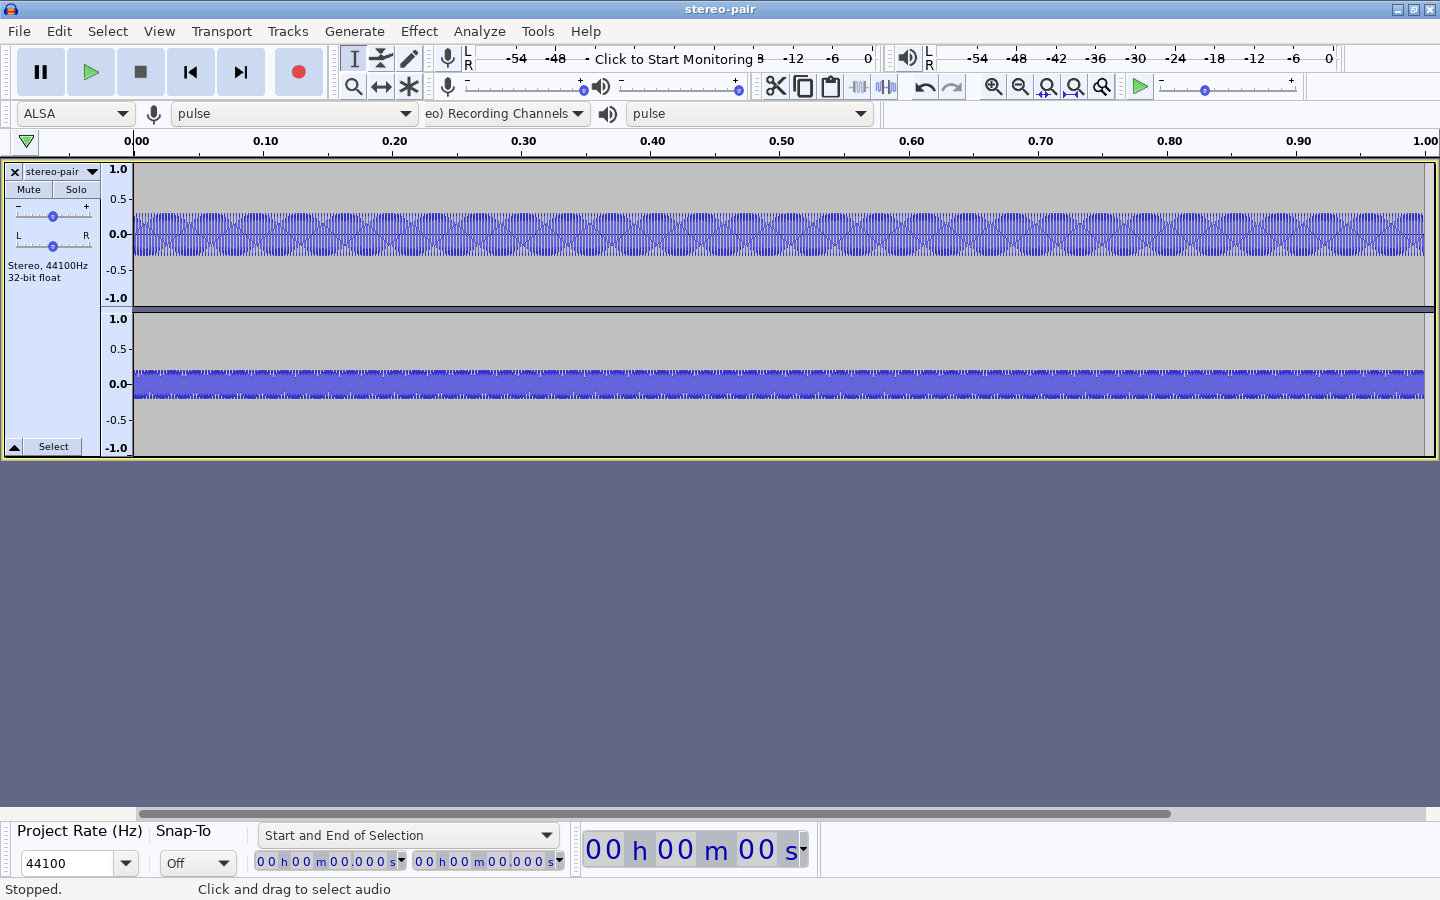 stereo-pair
File Edit Select View Transport Tracks Generate Effect Analyze Tools Help
L -54 -48 - Click to Start Monitoring -12 -6 0 L -54 -48 -42 -36 -30 -24 -18 -12 -6 0
R R
- + - + - +
ALSA pulse eo) Recording Channels pulse
0.00 0.10 0.20 0.30 0.40 0.50 0.60 0.70 0.80 0.90 1.00
stereo-pair 1.0
Mute Solo
- + 0.5
L R 0.0
Stereo, 44100Hz -0.5
32-bit float
-1.0
1.0
0.5
0.0
-0.5
Select -1.0
Project Rate (Hz) Snap-To Start and End of Selection
44100 Off 00 h 00 m 00.000 s 00 h 00 m 00.000 s 00 h 00 m 00 s
Stopped. Click and drag to select audio